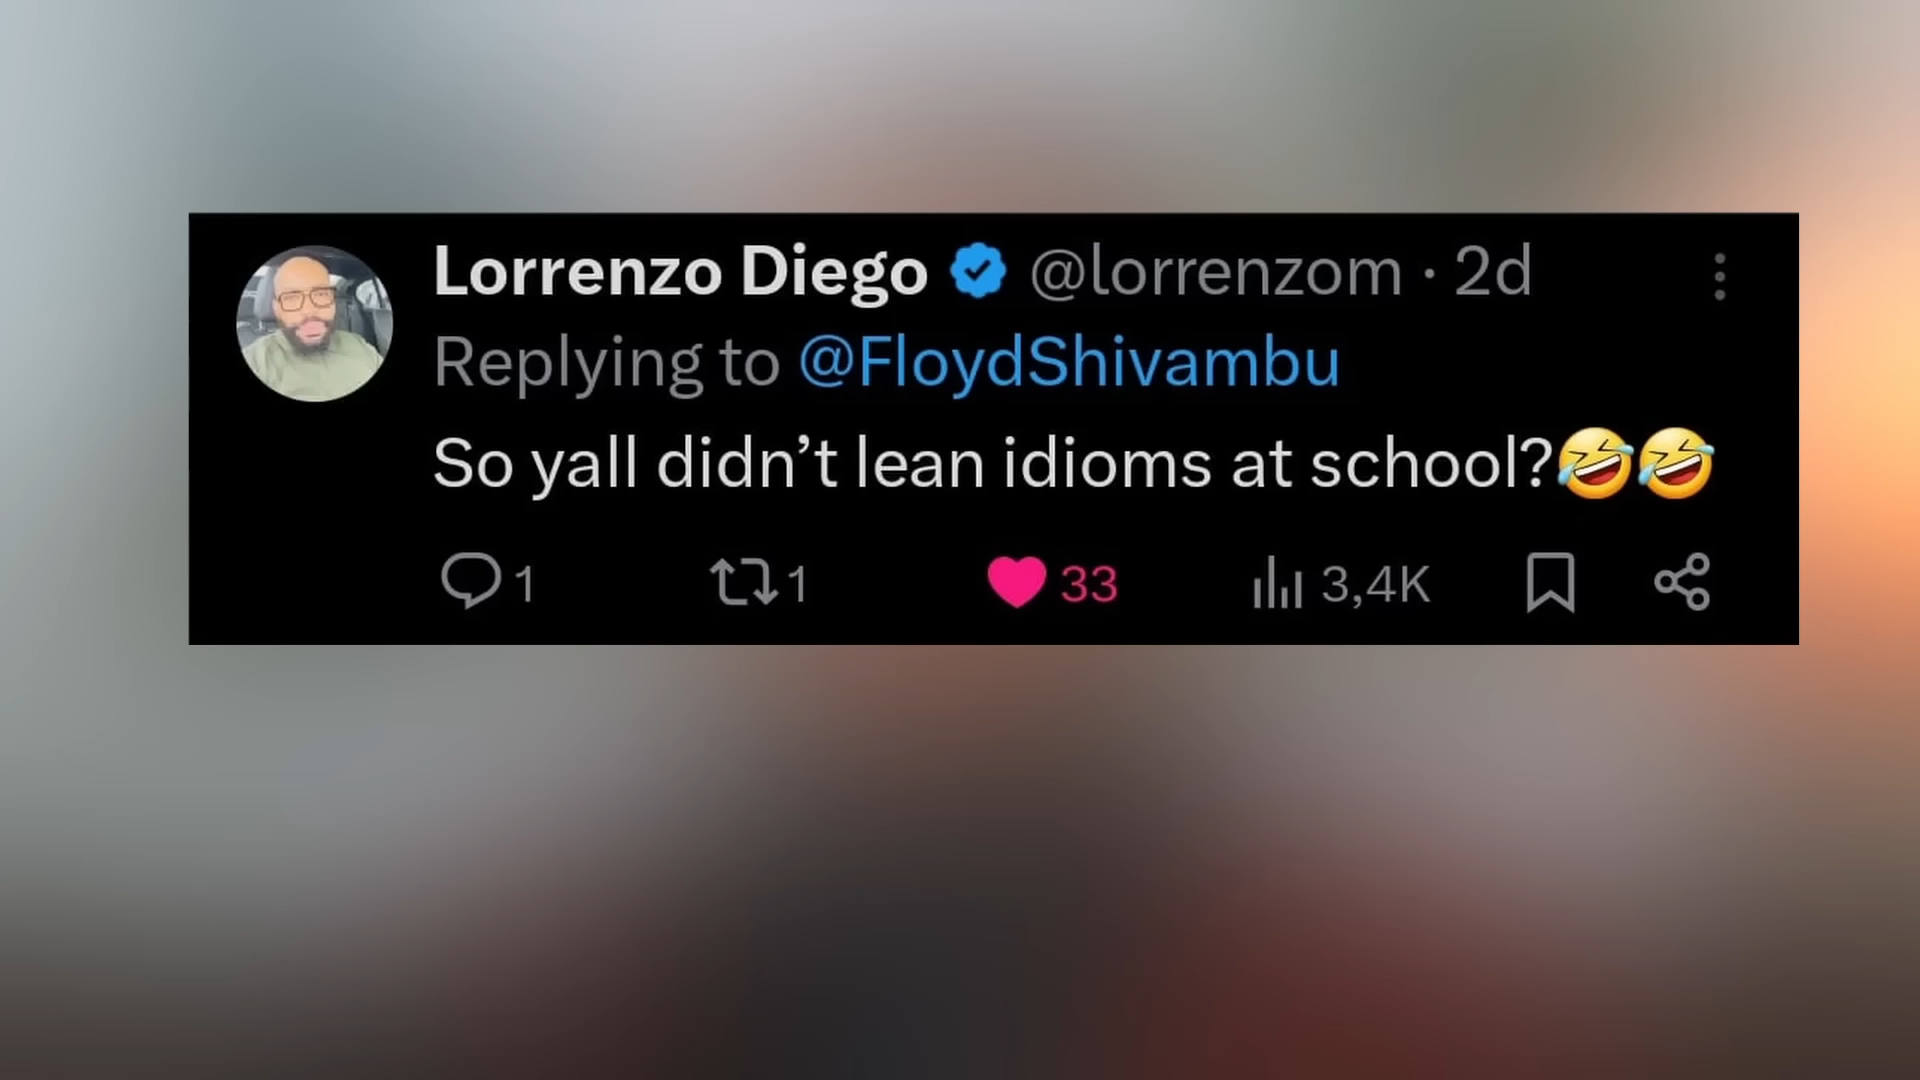 Lorrenzo Diego @lorrenzom · 2d
Replying to @FloydShivambu
So yall didn’t lean idioms at school?🤣🤣
1 1 33 3,4K